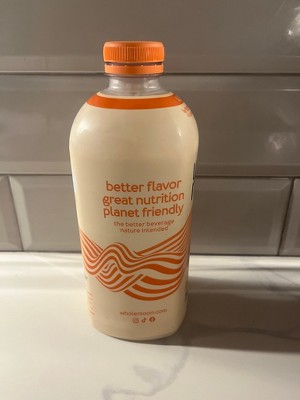 better flavor
great nutrition
planet friendly
the better beverage
nature intended